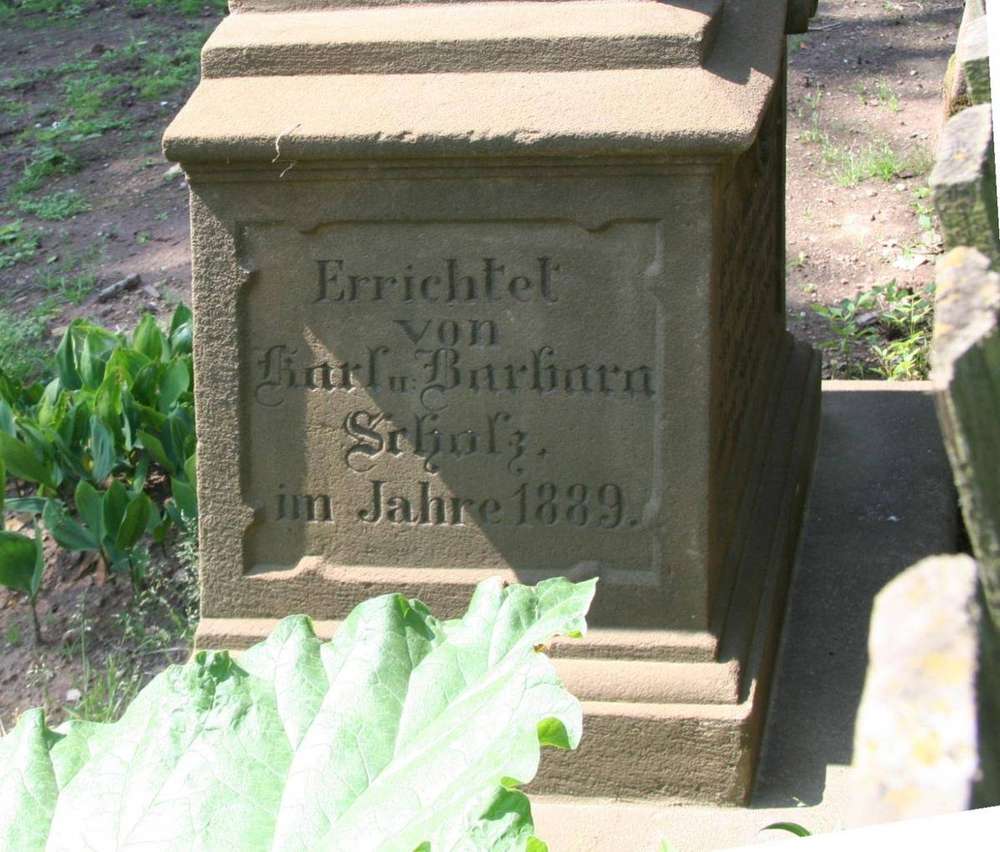 Errichtet
von
Karl u: Barbara
Scholz.
im Jahre 1889.